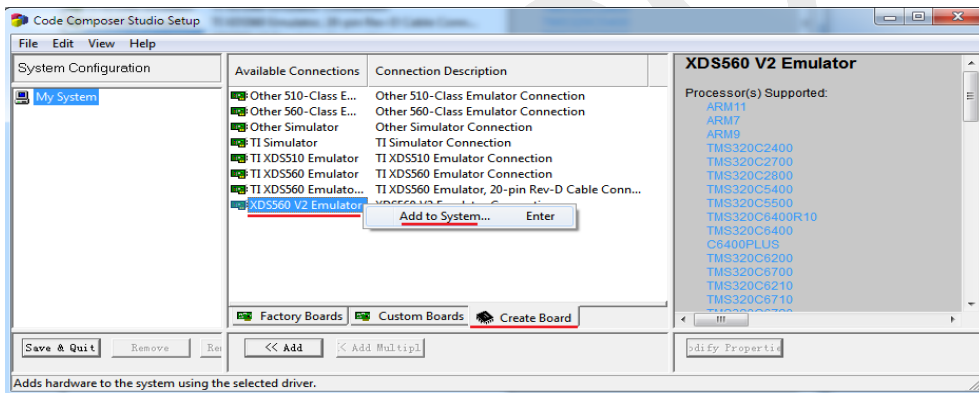 Code Composer Studio Setup
File Edit View Help
System Configuration
My System
Available Connections Connection Description
Other 510-Class E... Other 510-Class Emulator Connection
Other 560-Class E... Other 560-Class Emulator Connection
Other Simulator Other Simulator Connection
TI Simulator TI Simulator Connection
TI XDS510 Emulator TI XDS510 Emulator Connection
TI XDS560 Emulator TI XDS560 Emulator Connection
TI XDS560 Emulato... TI XDS560 Emulator, 20-pin Rev-D Cable Conn...
XDS560 V2 Emulator
Add to System... Enter
Factory Boards Custom Boards Create Board
XDS560 V2 Emulator
Processor(s) Supported:
ARM11
ARM7
ARM9
TMS320C2400
TMS320C2700
TMS320C2800
TMS320C5400
TMS320C5500
TMS320C6400R10
TMS320C6400
C6400PLUS
TMS320C6200
TMS320C6700
TMS320C6210
TMS320C6710
Save & Quit Remove Re
<< Add < Add Multipl
odify Propertie
Adds hardware to the system using the selected driver.